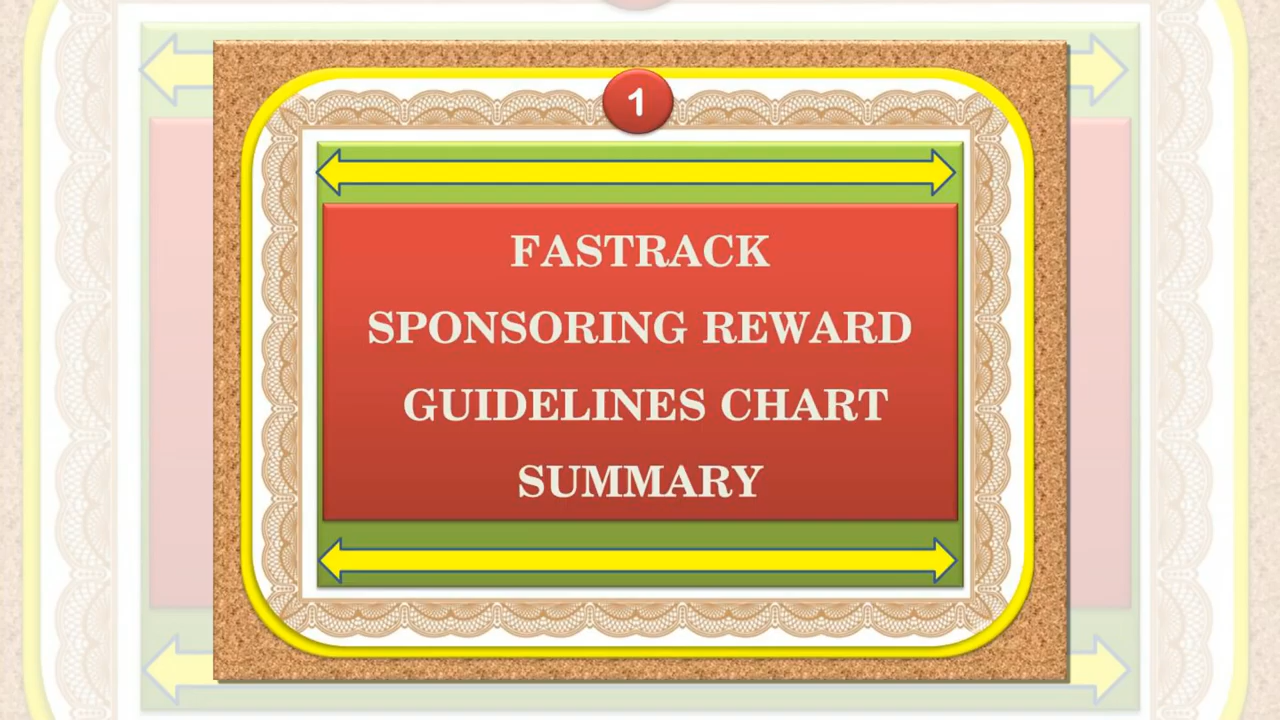 1
FASTRACK
SPONSORING REWARD
GUIDELINES CHART
SUMMARY